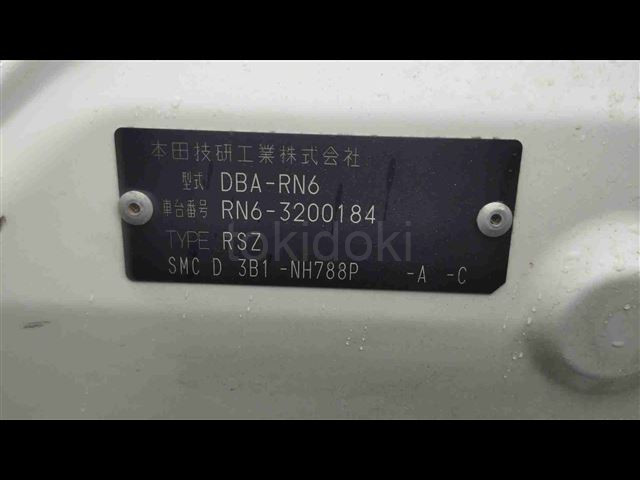 本田技研工業株式会社
型式 DBA-RN6
車台番号 RN6-3200184
TYPE RSZ
tokidoki
SMC D 3B1 -NH788P -A -C